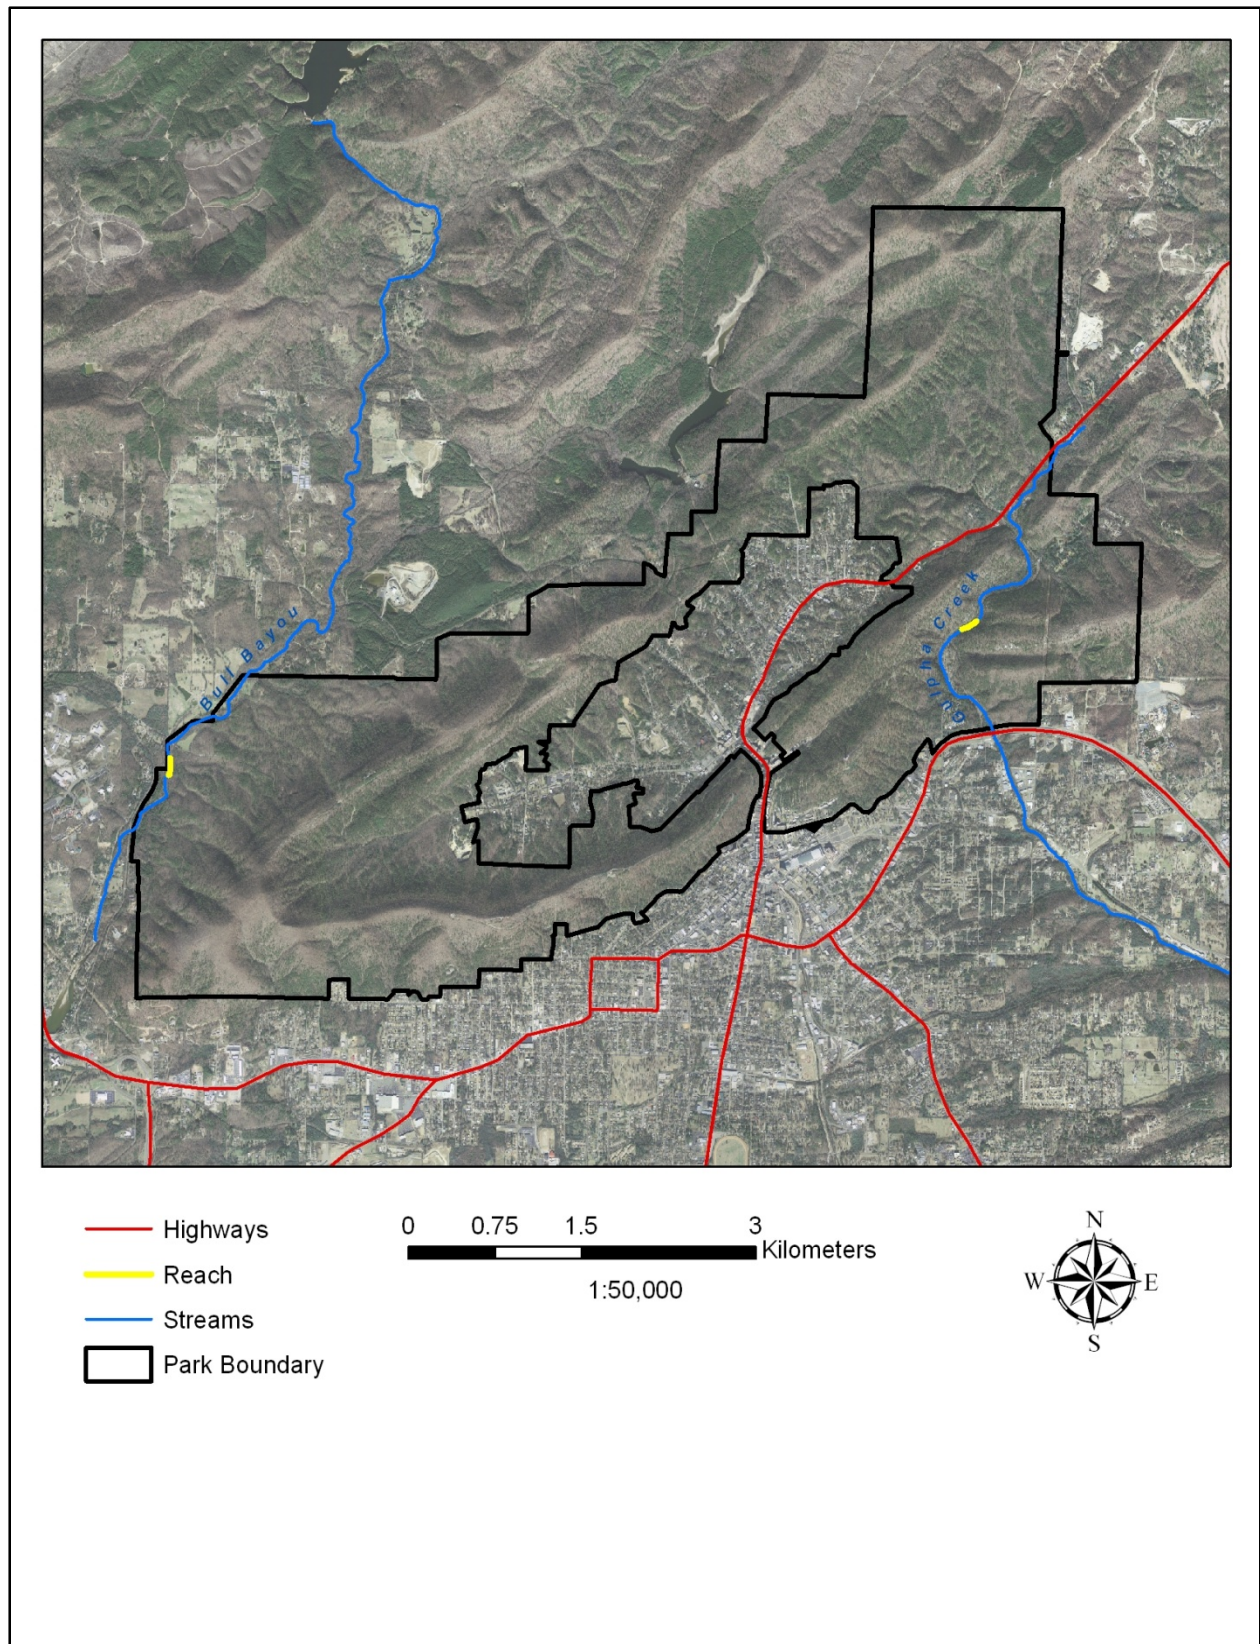 Bull Bayou
Gulpha Creek
Highways
Reach
Streams
Park Boundary
0 0.75 1.5 3
Kilometers
1:50,000
N
W E
S